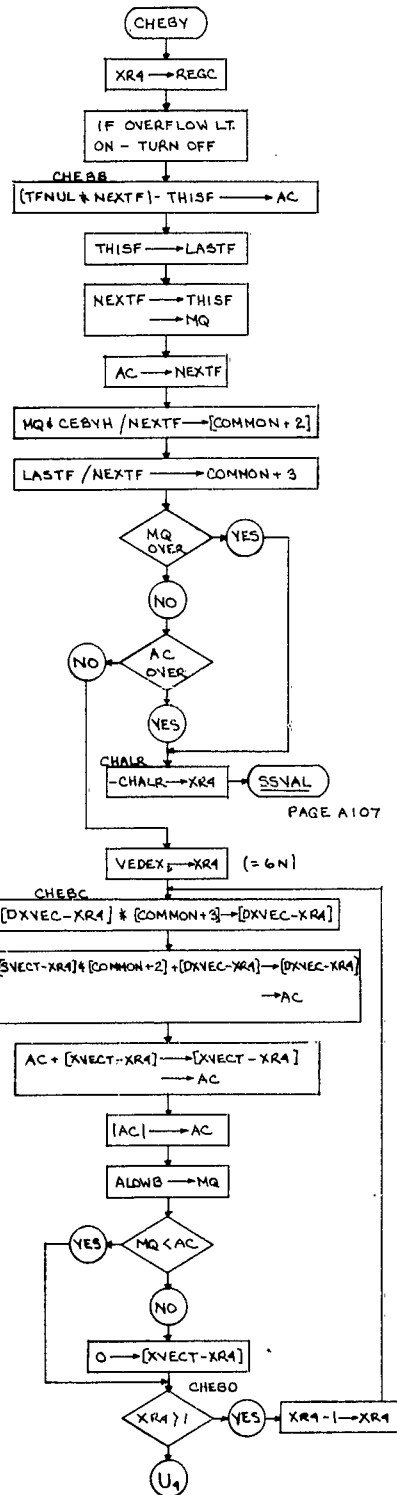 CHEBY
XR4 → REGC
IF OVERFLOW LT.
ON - TURN OFF
CHEBB
(TFNUL * NEXTF) - THISF → AC
THISF → LASTF
NEXTF → THISF
→ MQ
AC → NEXTF
MQ * CEBYH / NEXTF → [COMMON + 2]
LASTF / NEXTF → COMMON + 3
MQ
OVER
YES
NO
AC
OVER
NO
YES
CHALR
-CHALR → XR4
SSVAL
PAGE A107
VEDEX, → XR4 (= 6N)
CHEBC
[DXVEC-XR4] * [COMMON+3] → [DXVEC-XR4]
SVECT-XR4] * [COMMON+2] + [DXVEC-XR4] → [DXVEC-XR4]
→ AC
AC + [XVECT-XR4] → [XVECT-XR4]
→ AC
|AC| → AC
ALOWB → MQ
MQ < AC
YES
NO
0 → [XVECT-XR4]
CHEBO
XR4 > 1
YES
XR4 - 1 → XR4